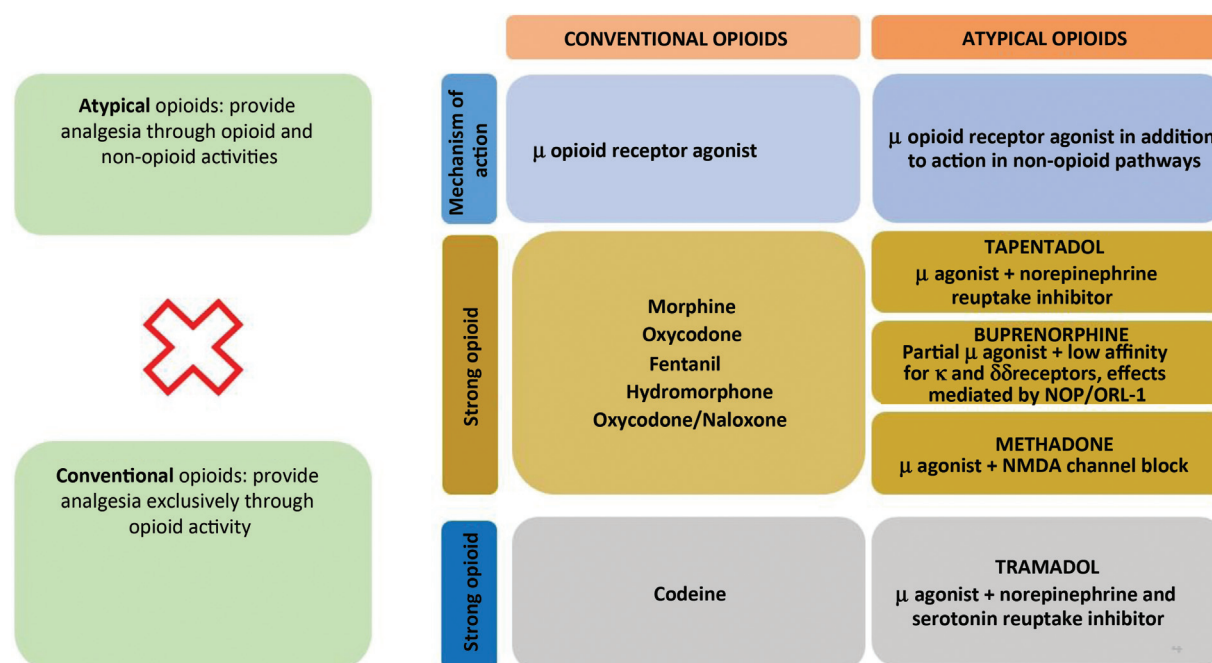 Atypical opioids: provide
analgesia through opioid and
non-opioid activities
Conventional opioids: provide
analgesia exclusively through
opioid activity
CONVENTIONAL OPIOIDS
ATYPICAL OPIOIDS
Mechanism of
action
μ opioid receptor agonist
μ opioid receptor agonist in addition
to action in non-opioid pathways
Strong opioid
Morphine
Oxycodone
Fentanil
Hydromorphone
Oxycodone/Naloxone
TAPENTADOL
μ agonist + norepinephrine
reuptake inhibitor
BUPRENORPHINE
Partial μ agonist + low affinity
for κ and δδreceptors, effects
mediated by NOP/ORL-1
METHADONE
μ agonist + NMDA channel block
Strong opioid
Codeine
TRAMADOL
μ agonist + norepinephrine and
serotonin reuptake inhibitor